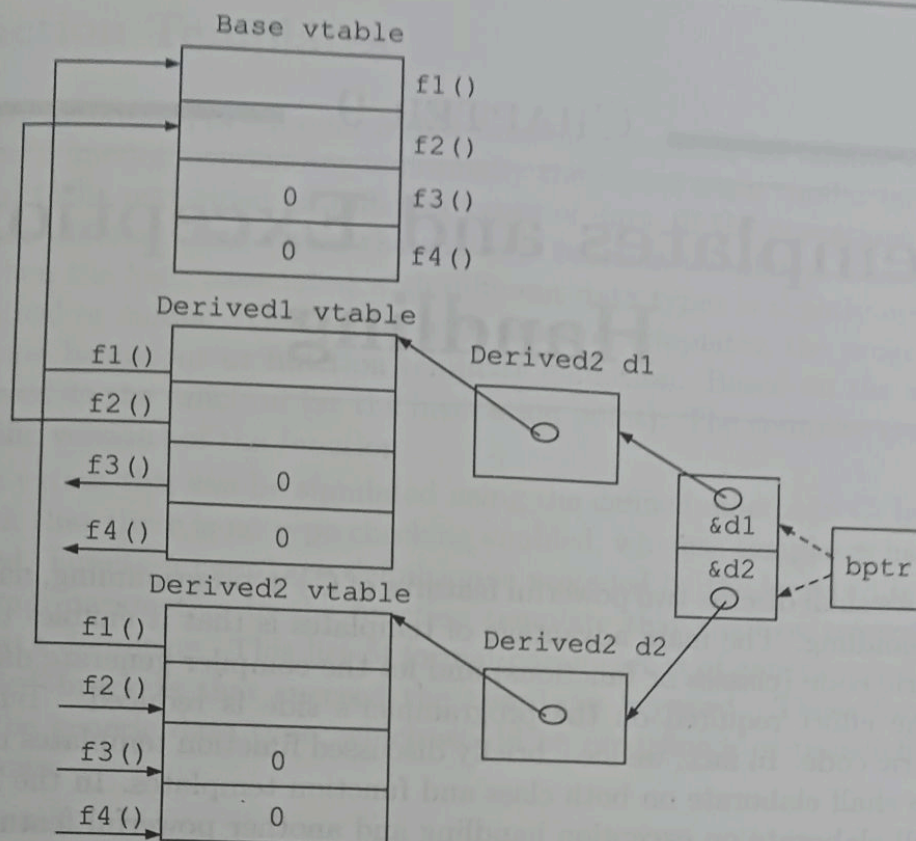 Base vtable
f1()
f2()
0 f3()
0 f4()
Derived1 vtable
f1()
f2()
f3() 0
f4() 0
Derived2 d1
&d1
&d2
bptr
Derived2 vtable
f1()
f2()
f3() 0
f4() 0
Derived2 d2